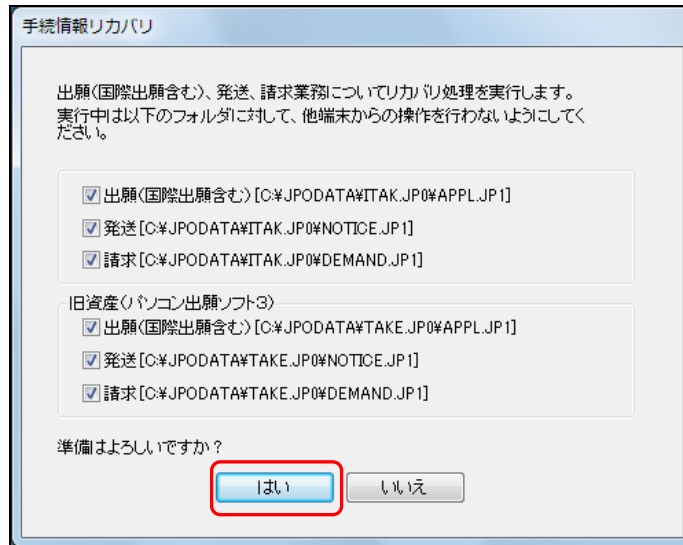 手続情報リカバリ
出願(国際出願含む)、発送、請求業務についてリカバリ処理を実行します。
実行中は以下のフォルダに対して、他端末からの操作を行わないようにしてく
ださい。
出願(国際出願含む)[C:¥JPODATA¥ITAK.JP0¥APPL.JP1]
発送[C:¥JPODATA¥ITAK.JP0¥NOTICE.JP1]
請求[C:¥JPODATA¥ITAK.JP0¥DEMAND.JP1]
旧資産(パソコン出願ソフト3)
出願(国際出願含む)[C:¥JPODATA¥TAKE.JP0¥APPL.JP1]
発送[C:¥JPODATA¥TAKE.JP0¥NOTICE.JP1]
請求[C:¥JPODATA¥TAKE.JP0¥DEMAND.JP1]
準備はよろしいですか?
はい いいえ